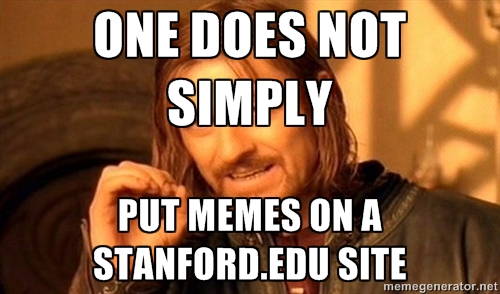 ONE DOES NOT
SIMPLY
PUT MEMES ON A
STANFORD.EDU SITE
memegenerator.net